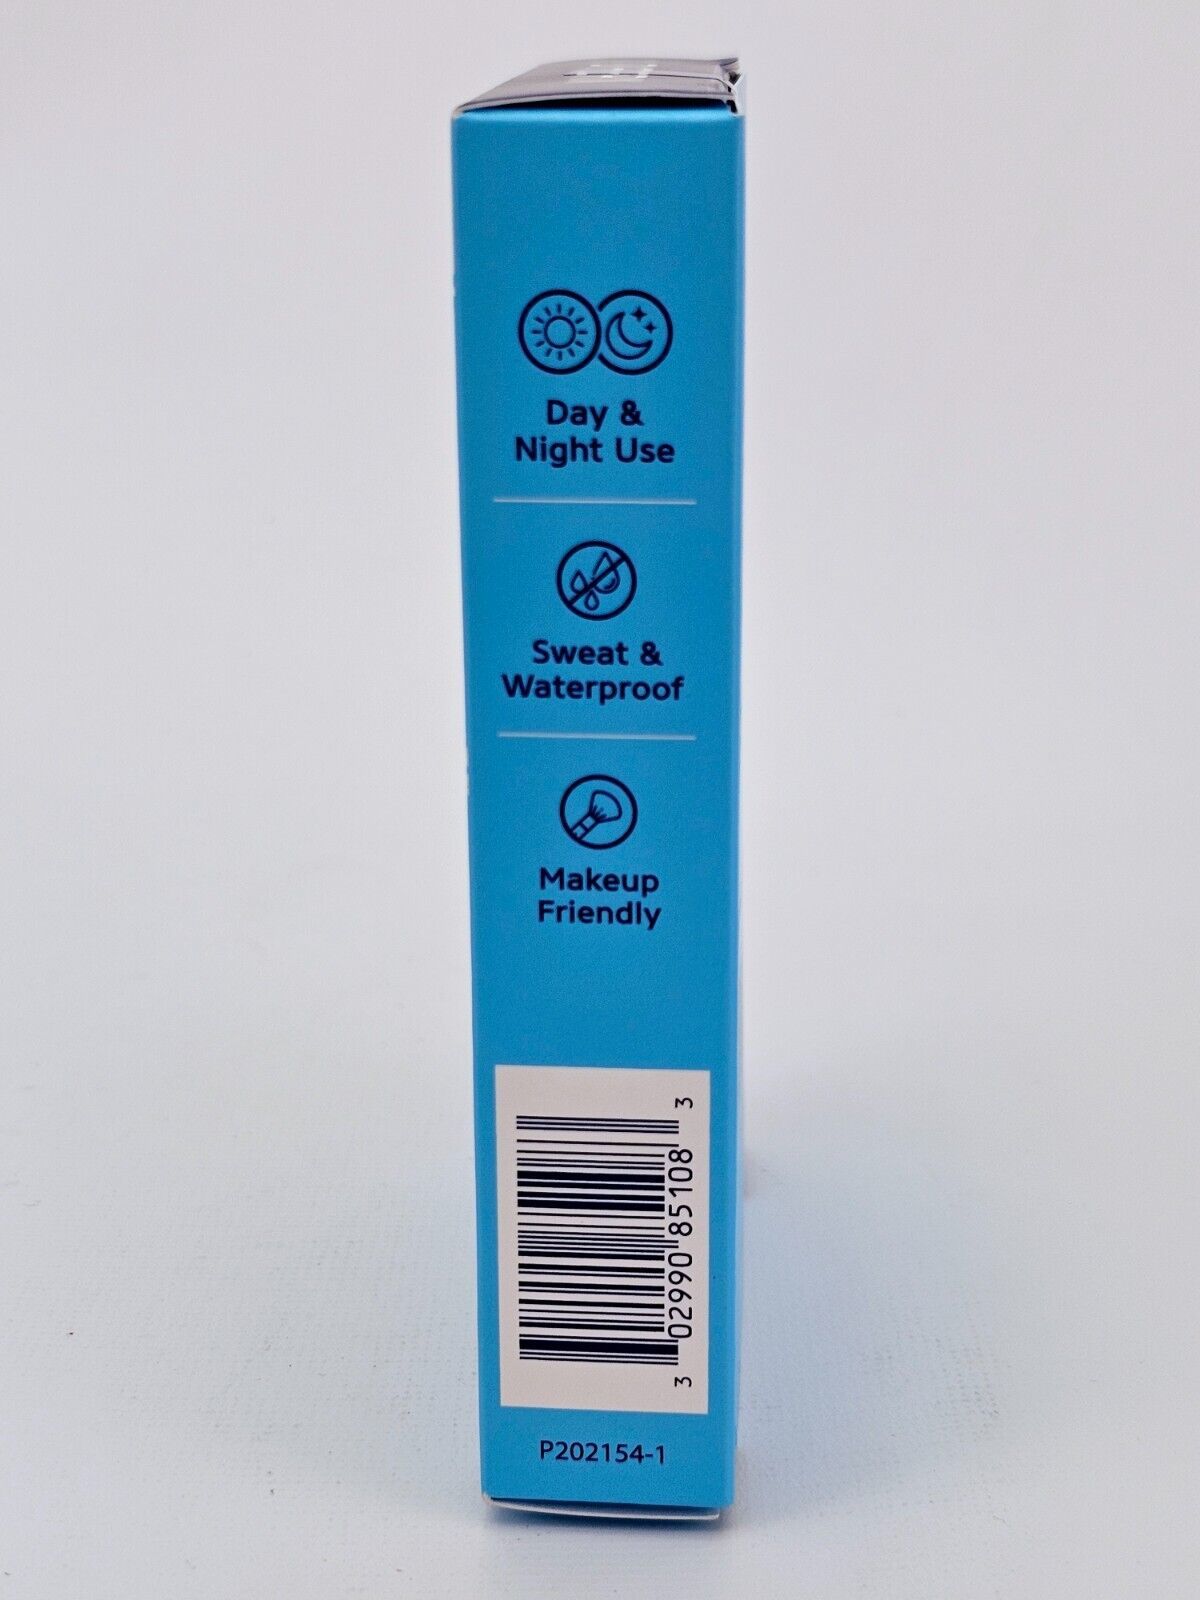 Day &
Night Use
Sweat &
Waterproof
Makeup
Friendly
3 02990 85108 3
P202154-1